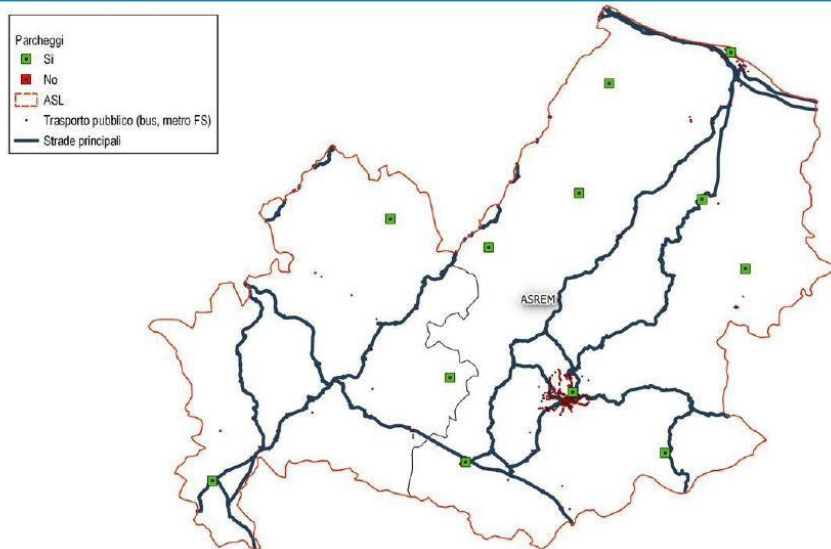 Parcheggi
Si
No
ASL
Trasporto pubblico (bus, metro FS)
Strade principali
ASREM